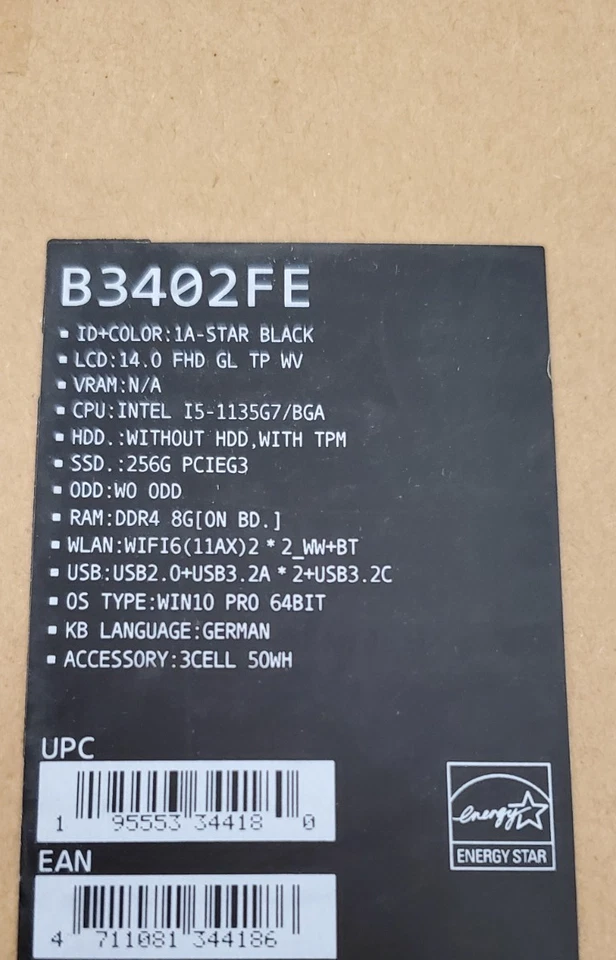 B3402FE
▪ ID+COLOR:1A-STAR BLACK
▪ LCD:14.0 FHD GL TP WV
▪ VRAM:N/A
▪ CPU:INTEL I5-1135G7/BGA
▪ HDD.:WITHOUT HDD,WITH TPM
▪ SSD.:256G PCIEG3
▪ ODD:WO ODD
▪ RAM:DDR4 8G[ON BD.]
▪ WLAN:WIFI6(11AX)2*2_WW+BT
▪ USB:USB2.0+USB3.2A*2+USB3.2C
▪ OS TYPE:WIN10 PRO 64BIT
▪ KB LANGUAGE:GERMAN
▪ ACCESSORY:3CELL 50WH
UPC
1 95553 34418 0
energy
ENERGY STAR
EAN
4 711081 344186